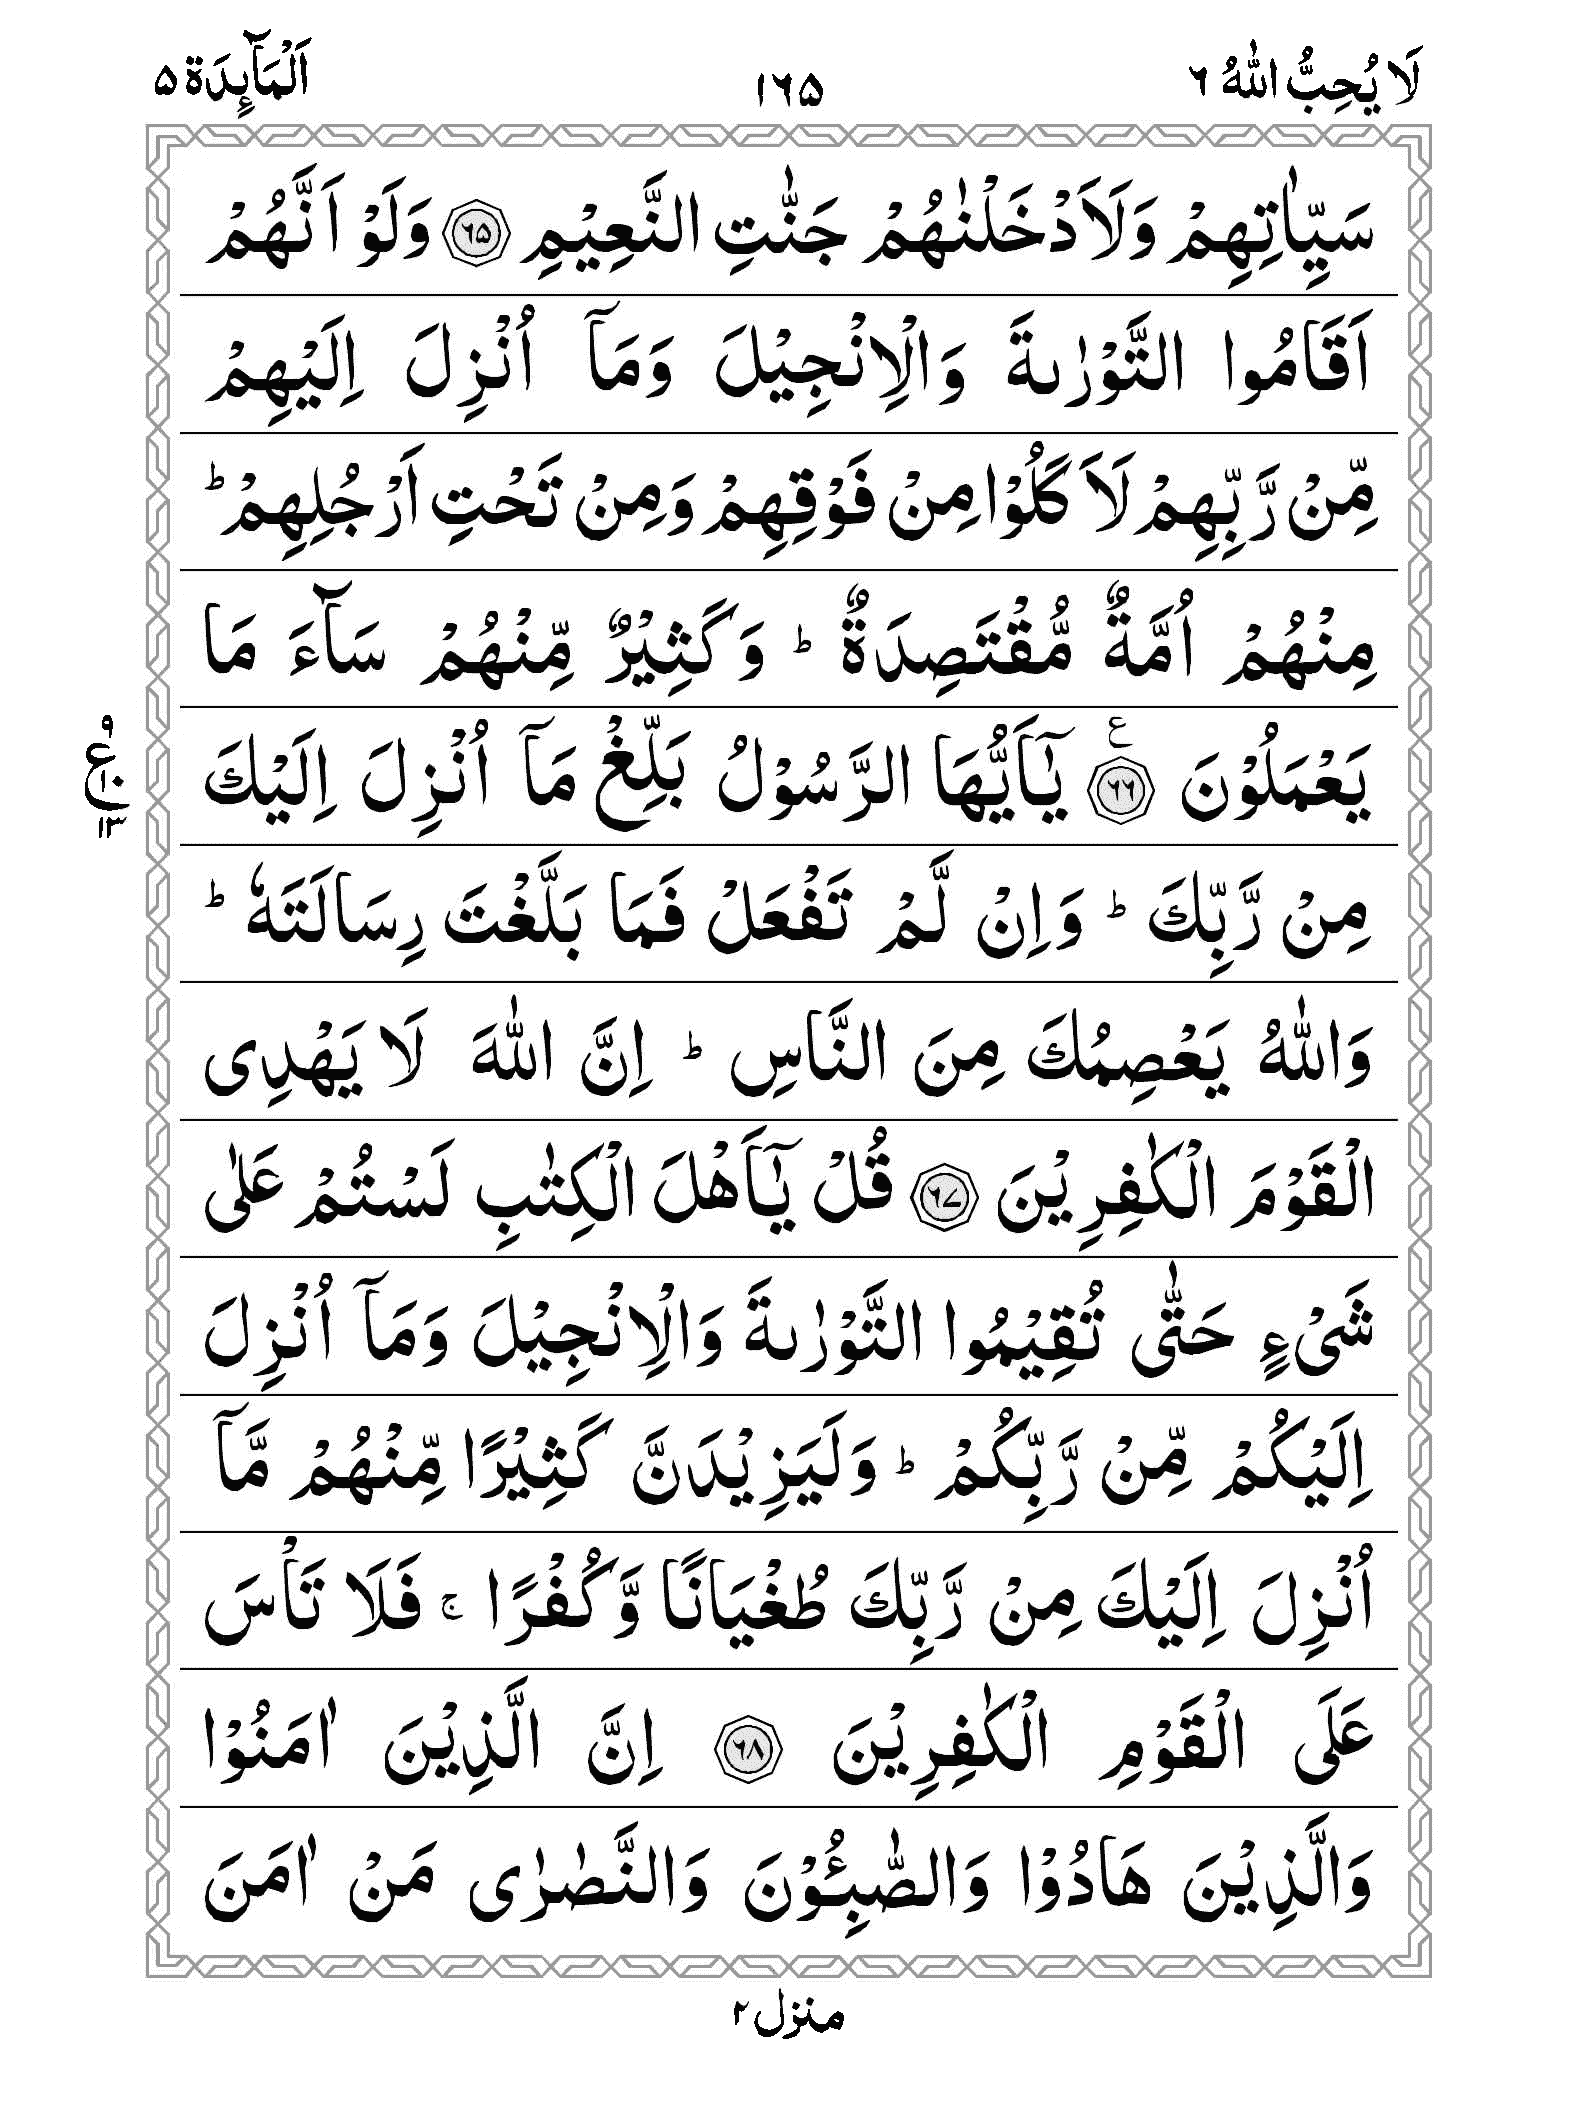 لَا يُحِبُّ اللّٰهُ ٦
١٦٥
اَلْمَآئِدَة ٥
سَيِّاٰتِهِمْ وَلَاَدْخَلْنٰهُمْ جَنّٰتِ النَّعِيْمِ ٦٥ وَلَوْ اَنَّهُمْ
اَقَامُوا التَّوْرٰىةَ وَالْاِنْجِيْلَ وَمَآ اُنْزِلَ اِلَيْهِمْ
مِّنْ رَّبِّهِمْ لَاَكَلُوْا مِنْ فَوْقِهِمْ وَمِنْ تَحْتِ اَرْجُلِهِمْ ؕ
مِنْهُمْ اُمَّةٌ مُّقْتَصِدَةٌ ؕ وَكَثِيْرٌ مِّنْهُمْ سَآءَ مَا
يَعْمَلُوْنَ ٦٦ ع يٰٓاَيُّهَا الرَّسُوْلُ بَلِّغْ مَآ اُنْزِلَ اِلَيْكَ
٩
ع
١٠
١٣
مِنْ رَّبِّكَ ؕ وَاِنْ لَّمْ تَفْعَلْ فَمَا بَلَّغْتَ رِسَالَتَهٗ ؕ
وَاللّٰهُ يَعْصِمُكَ مِنَ النَّاسِ ؕ اِنَّ اللّٰهَ لَا يَهْدِى
الْقَوْمَ الْكٰفِرِيْنَ ٦٧ قُلْ يٰٓاَهْلَ الْكِتٰبِ لَسْتُمْ عَلٰى
شَىْءٍ حَتّٰى تُقِيْمُوا التَّوْرٰىةَ وَالْاِنْجِيْلَ وَمَآ اُنْزِلَ
اِلَيْكُمْ مِّنْ رَّبِّكُمْ ؕ وَلَيَزِيْدَنَّ كَثِيْرًا مِّنْهُمْ مَّآ
اُنْزِلَ اِلَيْكَ مِنْ رَّبِّكَ طُغْيَانًا وَّكُفْرًا ۚ فَلَا تَاْسَ
عَلَى الْقَوْمِ الْكٰفِرِيْنَ ٦٨ اِنَّ الَّذِيْنَ اٰمَنُوْا
وَالَّذِيْنَ هَادُوْا وَالصّٰبِئُوْنَ وَالنَّصٰرٰى مَنْ اٰمَنَ
منزل ٢